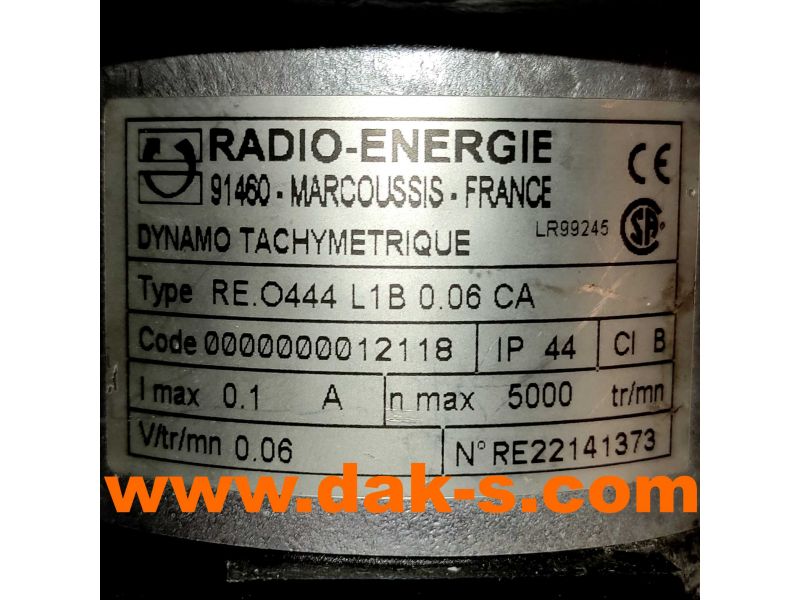 RADIO-ENERGIE
91460 - MARCOUSSIS - FRANCE
CE
DYNAMO TACHYMETRIQUE
LR99245
SA
Type RE.O444 L1B 0.06 CA
Code 0000000012118 IP 44 Cl B
I max 0.1 A n max 5000 tr/mn
V/tr/mn 0.06 N° RE22141373
www.dak-s.com